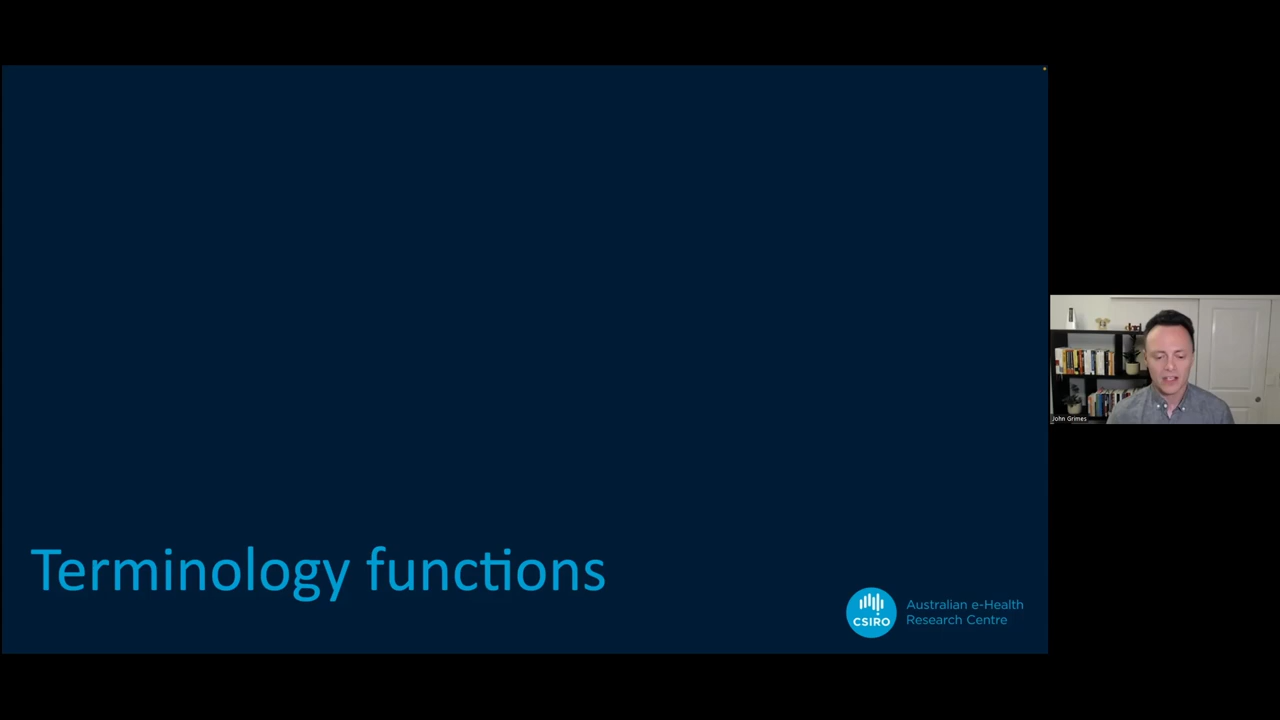 Terminology functions
CSIRO
Australian e-Health
Research Centre
John Grimes